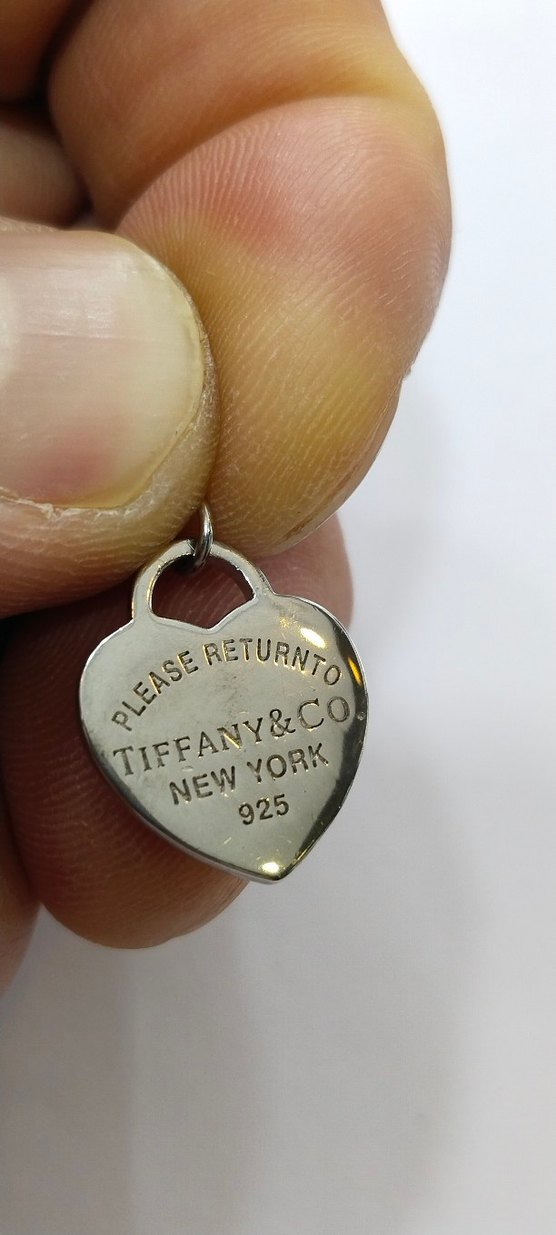 PLEASE RETURNTO
TIFFANY&CO
NEW YORK
925